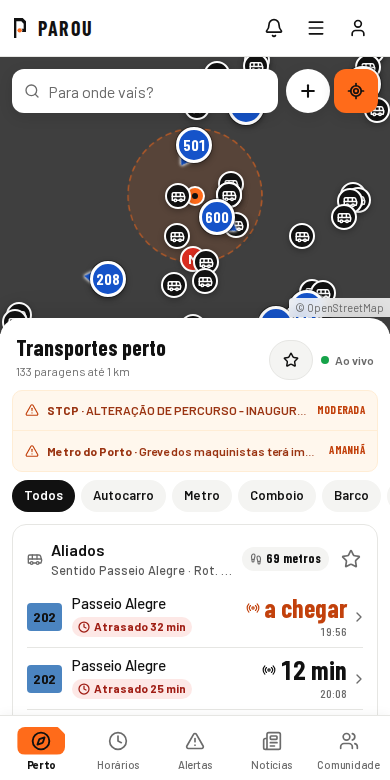 PAROU
Para onde vais?
501
600
208
© OpenStreetMap
Transportes perto
133 paragens até 1 km
Ao vivo
STCP · ALTERAÇÃO DE PERCURSO - INAUGUR... MODERADA
Metro do Porto · Greve dos maquinistas terá im... AMANHÃ
Todos Autocarro Metro Comboio Barco
Aliados
Sentido Passeio Alegre · Rot. ...
69 metros
202 Passeio Alegre a chegar
Atrasado 32 min 19:56
202 Passeio Alegre 12 min
Atrasado 25 min 20:08
Perto Horários Alertas Notícias Comunidade